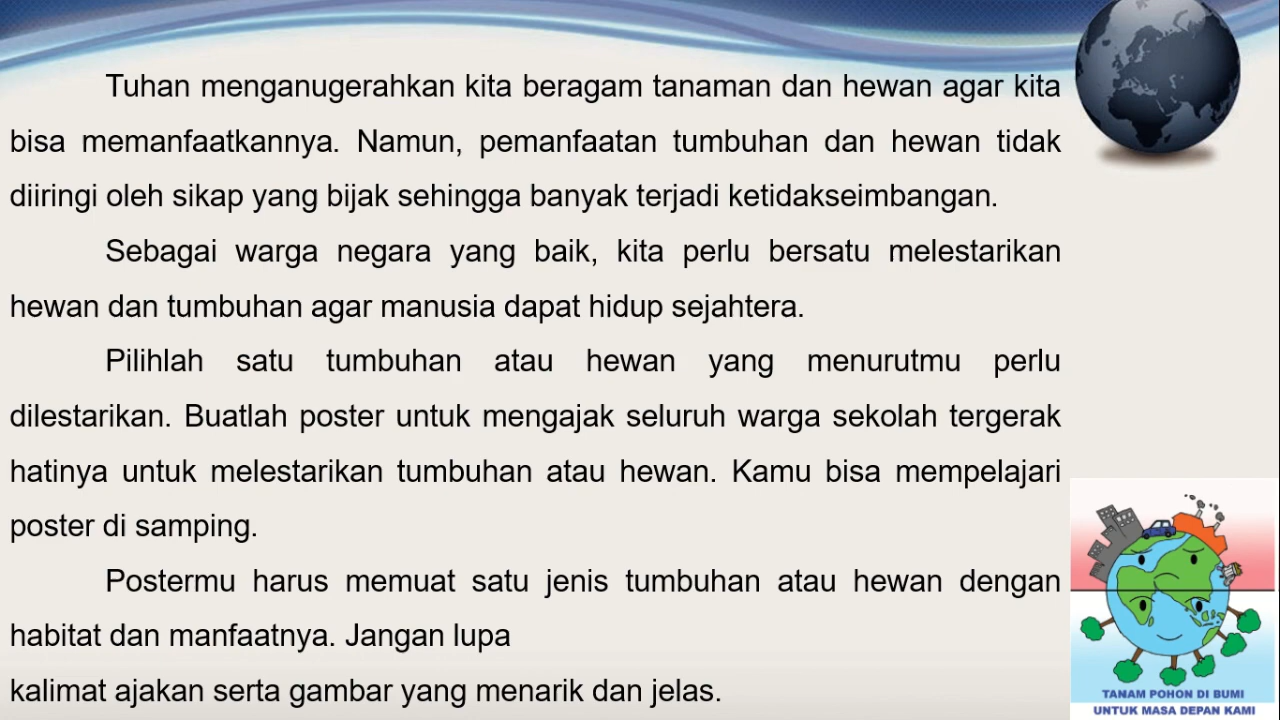 Tuhan menganugerahkan kita beragam tanaman dan hewan agar kita
bisa memanfaatkannya. Namun, pemanfaatan tumbuhan dan hewan tidak
diiringi oleh sikap yang bijak sehingga banyak terjadi ketidakseimbangan.
Sebagai warga negara yang baik, kita perlu bersatu melestarikan
hewan dan tumbuhan agar manusia dapat hidup sejahtera.
Pilihlah satu tumbuhan atau hewan yang menurutmu perlu
dilestarikan. Buatlah poster untuk mengajak seluruh warga sekolah tergerak
hatinya untuk melestarikan tumbuhan atau hewan. Kamu bisa mempelajari
poster di samping.
Postermu harus memuat satu jenis tumbuhan atau hewan dengan
habitat dan manfaatnya. Jangan lupa
kalimat ajakan serta gambar yang menarik dan jelas.
TANAM POHON DI BUMI
UNTUK MASA DEPAN KAMI